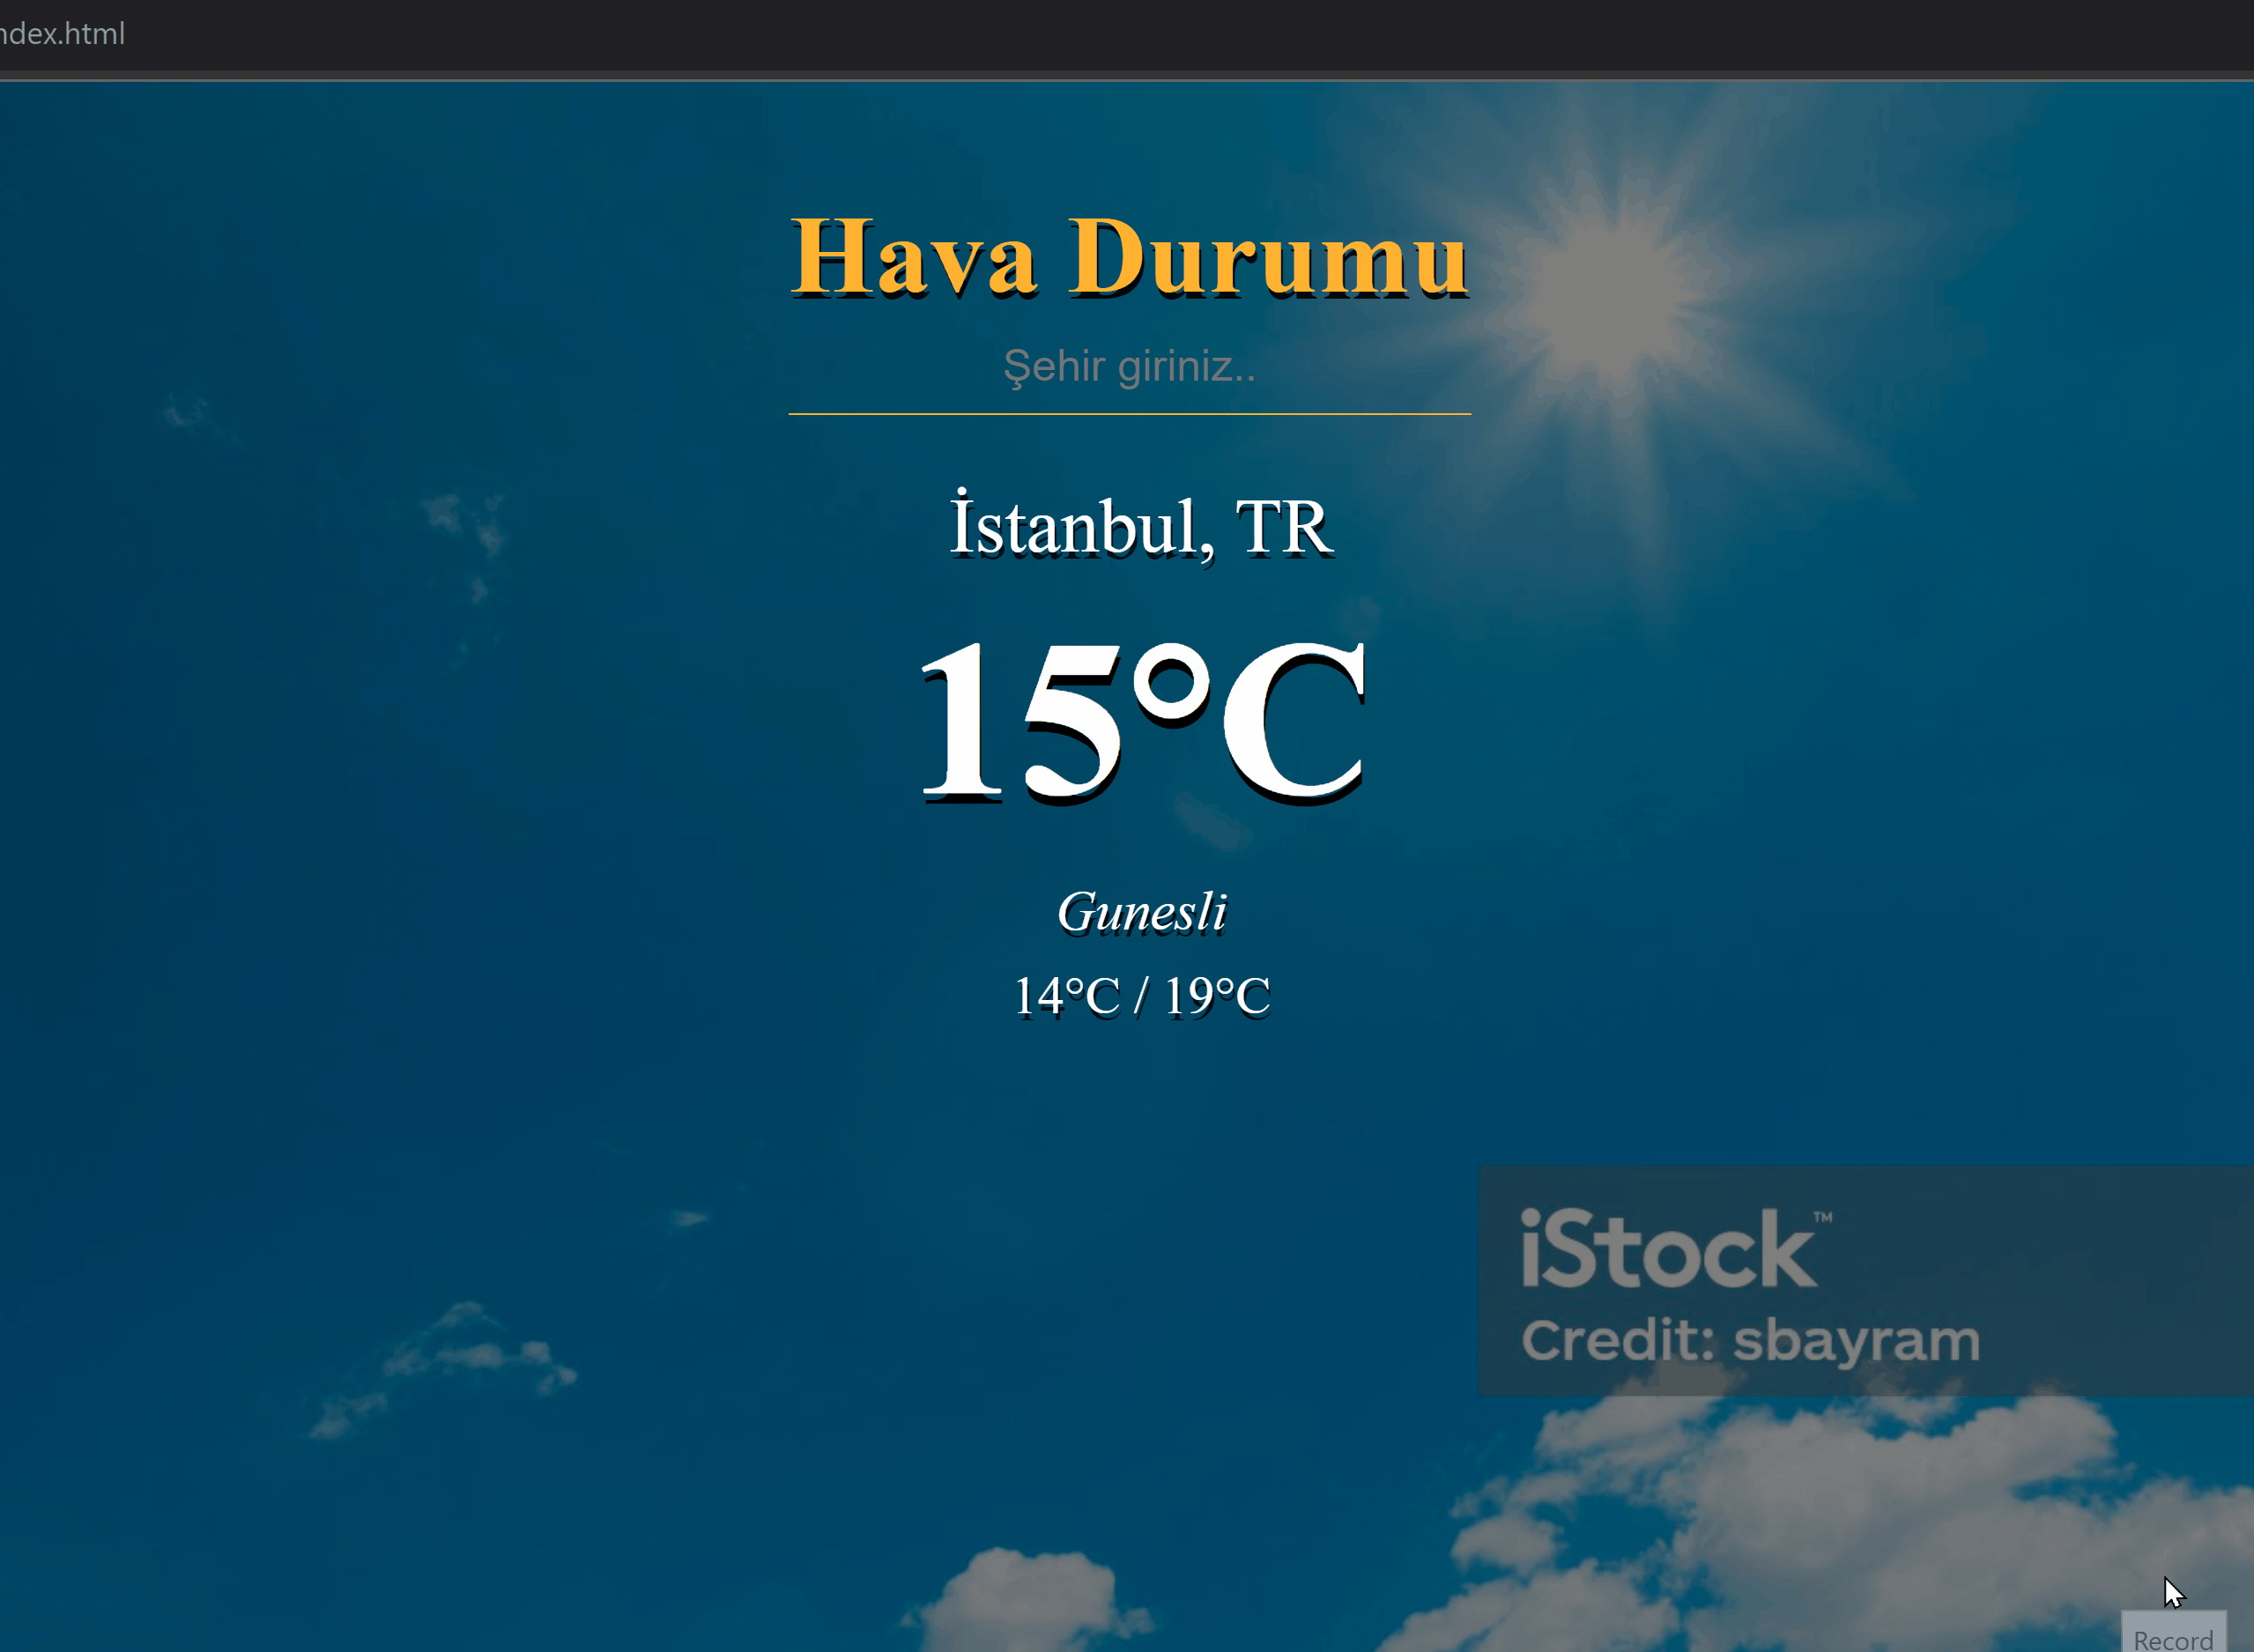 ndex.html
Hava Durumu
Şehir giriniz..
İstanbul, TR
15°C
Gunesli
14°C / 19°C
iStock™
Credit: sbayram
Record